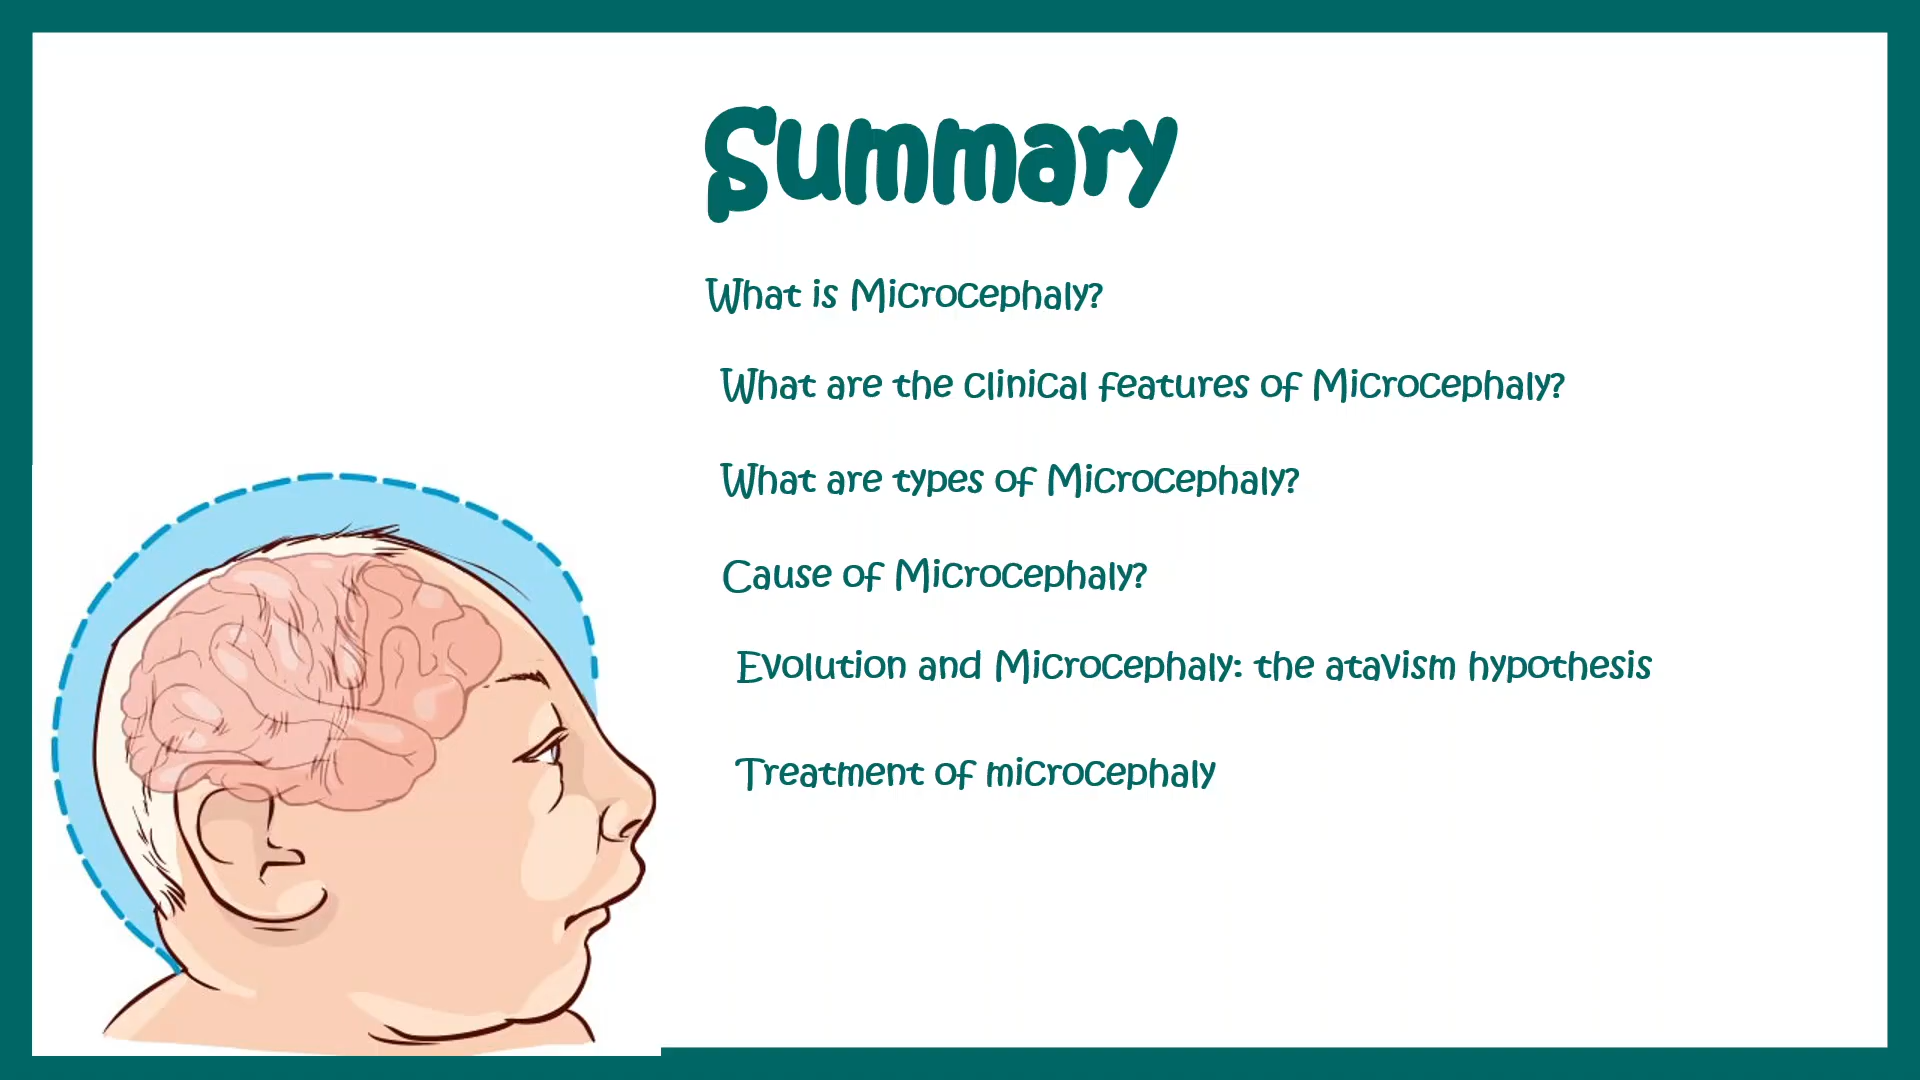 Summary
What is Microcephaly?
What are the clinical features of Microcephaly?
What are types of Microcephaly?
Cause of Microcephaly?
Evolution and Microcephaly: the atavism hypothesis
Treatment of microcephaly